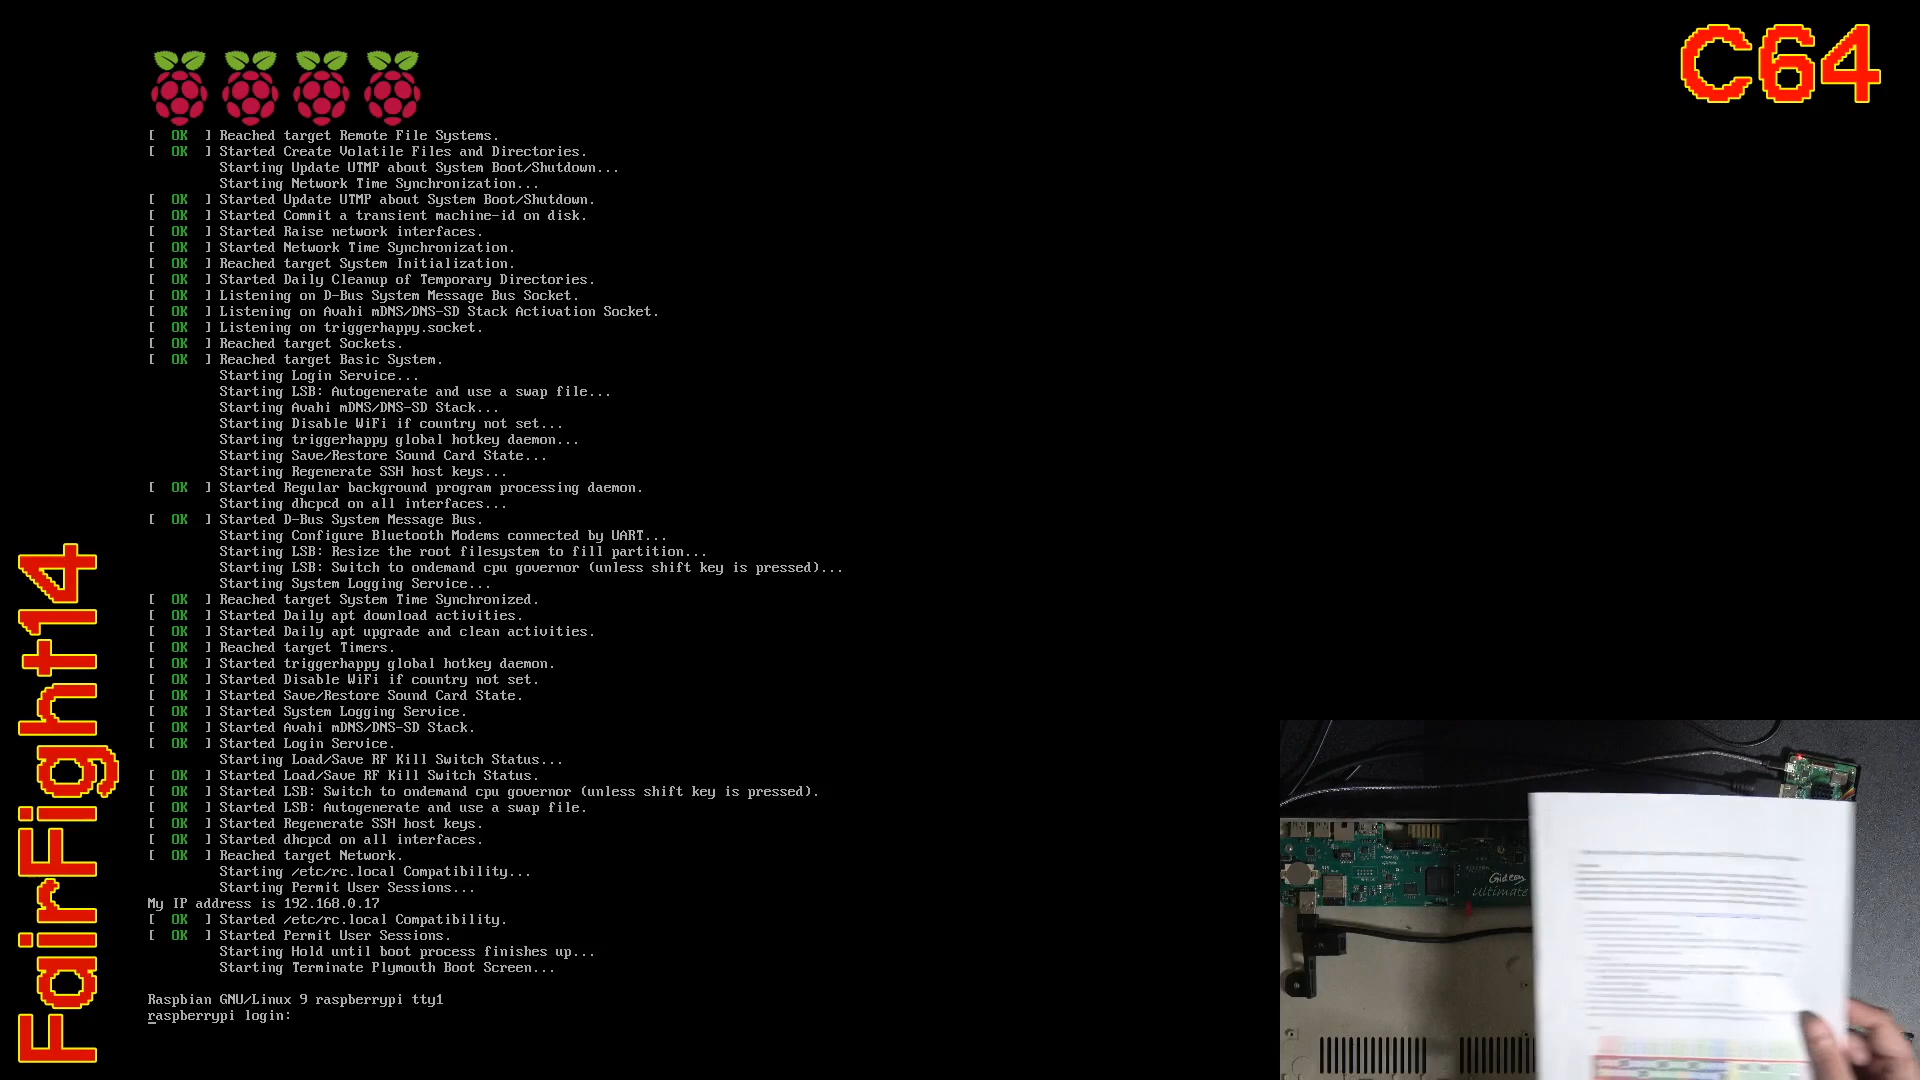 C64
[  OK  ] Reached target Remote File Systems.
[  OK  ] Started Create Volatile Files and Directories.
Starting Update UTMP about System Boot/Shutdown...
Starting Network Time Synchronization...
[  OK  ] Started Update UTMP about System Boot/Shutdown.
[  OK  ] Started Commit a transient machine-id on disk.
[  OK  ] Started Raise network interfaces.
[  OK  ] Started Network Time Synchronization.
[  OK  ] Reached target System Initialization.
[  OK  ] Started Daily Cleanup of Temporary Directories.
[  OK  ] Listening on D-Bus System Message Bus Socket.
[  OK  ] Listening on Avahi mDNS/DNS-SD Stack Activation Socket.
[  OK  ] Listening on triggerhappy.socket.
[  OK  ] Reached target Sockets.
[  OK  ] Reached target Basic System.
Starting Login Service...
Starting LSB: Autogenerate and use a swap file...
Starting Avahi mDNS/DNS-SD Stack...
Starting Disable WiFi if country not set...
Starting triggerhappy global hotkey daemon...
Starting Save/Restore Sound Card State...
Starting Regenerate SSH host keys...
[  OK  ] Started Regular background program processing daemon.
Starting dhcpcd on all interfaces...
[  OK  ] Started D-Bus System Message Bus.
Starting Configure Bluetooth Modems connected by UART...
Starting LSB: Resize the root filesystem to fill partition...
Starting LSB: Switch to ondemand cpu governor (unless shift key is pressed)...
Starting System Logging Service...
[  OK  ] Reached target System Time Synchronized.
[  OK  ] Started Daily apt download activities.
[  OK  ] Started Daily apt upgrade and clean activities.
[  OK  ] Reached target Timers.
[  OK  ] Started triggerhappy global hotkey daemon.
[  OK  ] Started Disable WiFi if country not set.
[  OK  ] Started Save/Restore Sound Card State.
[  OK  ] Started System Logging Service.
[  OK  ] Started Avahi mDNS/DNS-SD Stack.
[  OK  ] Started Login Service.
Starting Load/Save RF Kill Switch Status...
[  OK  ] Started Load/Save RF Kill Switch Status.
[  OK  ] Started LSB: Switch to ondemand cpu governor (unless shift key is pressed).
[  OK  ] Started LSB: Autogenerate and use a swap file.
[  OK  ] Started Regenerate SSH host keys.
[  OK  ] Started dhcpcd on all interfaces.
[  OK  ] Reached target Network.
Starting /etc/rc.local Compatibility...
Starting Permit User Sessions...
My IP address is 192.168.0.17
[  OK  ] Started /etc/rc.local Compatibility.
[  OK  ] Started Permit User Sessions.
Starting Hold until boot process finishes up...
Starting Terminate Plymouth Boot Screen...
Raspbian GNU/Linux 9 raspberrypi tty1
raspberrypi login:
FairFight14
Gideon
Ultimate